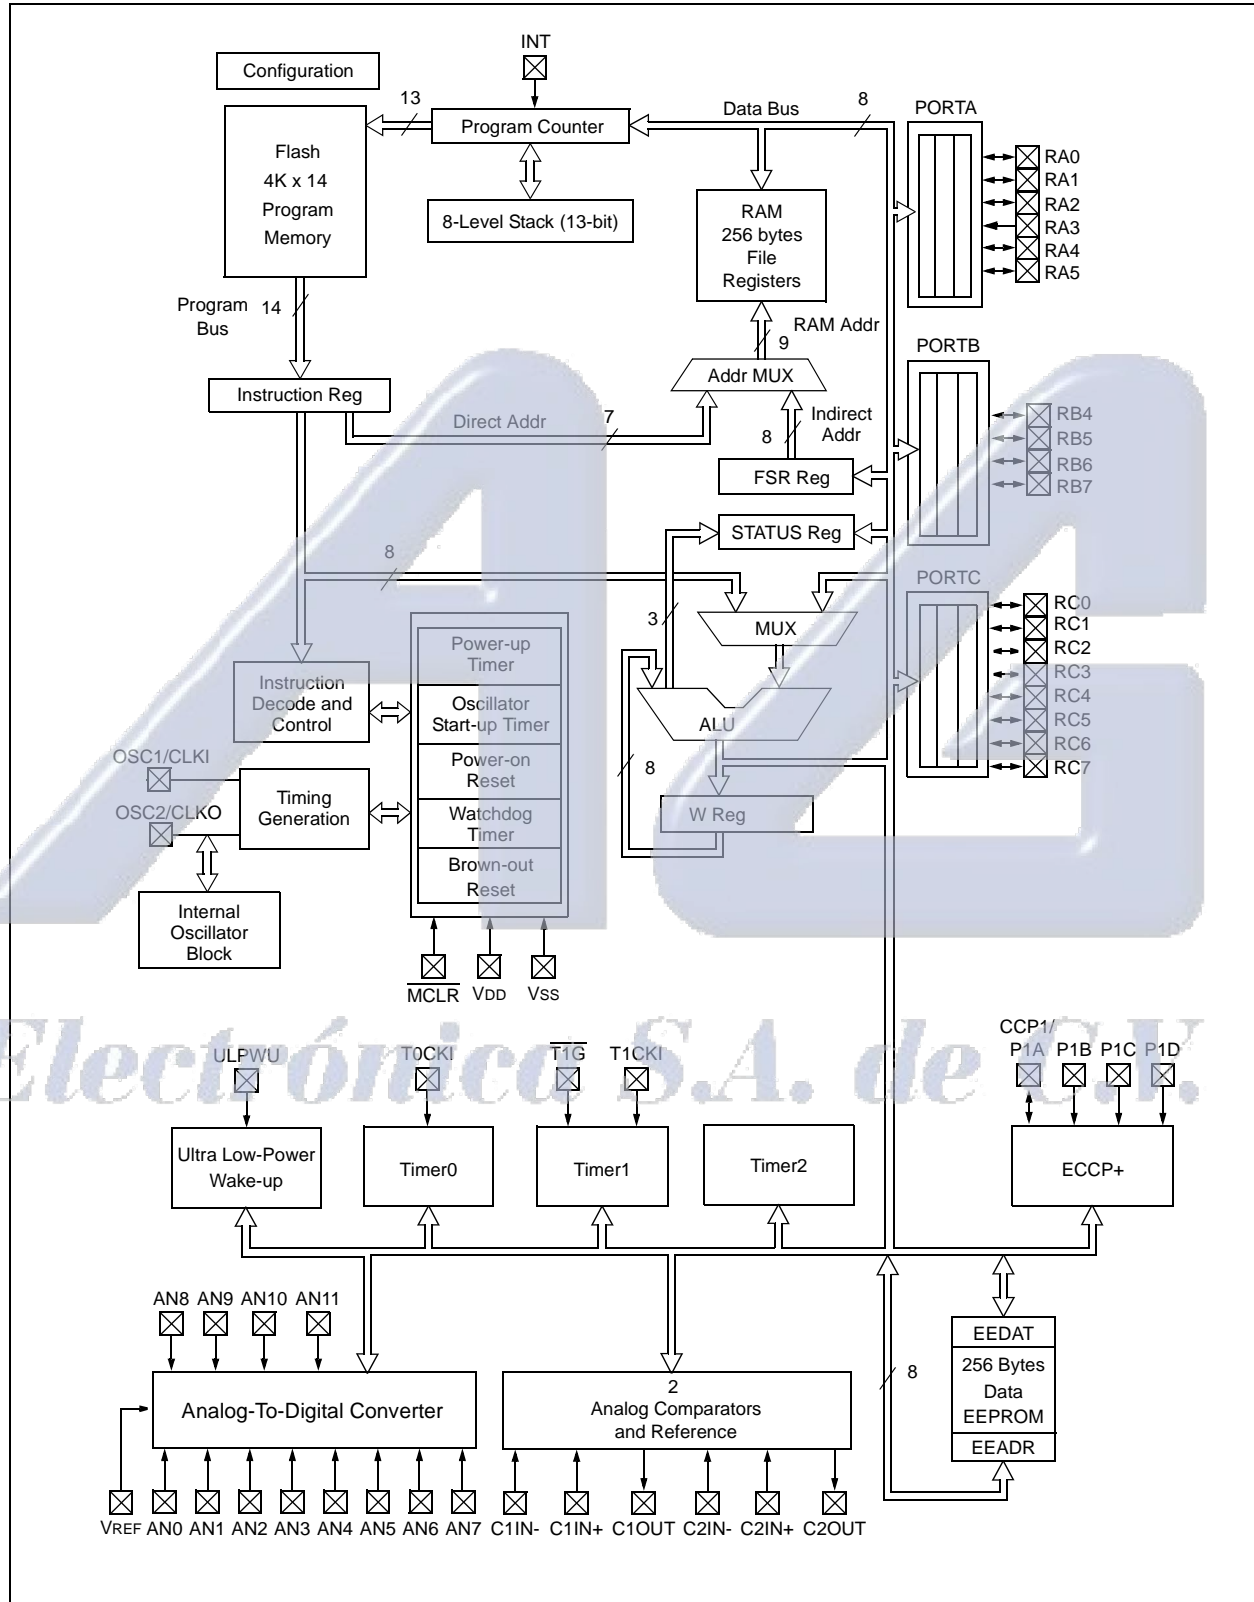 INT
Configuration
13
Data Bus
8
PORTA
Program Counter
Flash
4K x 14
Program
Memory
8-Level Stack (13-bit)
RAM
256 bytes
File
Registers
RA0
RA1
RA2
RA3
RA4
RA5
Program
Bus
14
RAM Addr
9
PORTB
Addr MUX
Instruction Reg
Direct Addr
7
Indirect
Addr
8
RB4
RB5
RB6
RB7
FSR Reg
STATUS Reg
8
PORTC
3
MUX
RC0
RC1
RC2
RC3
RC4
RC5
RC6
RC7
Power-up
Timer
Instruction
Decode and
Control
Oscillator
Start-up Timer
ALU
OSC1/CLKI
Power-on
Reset
8
Timing
Generation
OSC2/CLKO
Watchdog
Timer
W Reg
Brown-out
Reset
Internal
Oscillator
Block
MCLR
VDD
VSS
Electrónica S.A. de C.V.
ULPWU
T0CKI
T1G
T1CKI
CCP1/
P1A
P1B
P1C
P1D
Ultra Low-Power
Wake-up
Timer0
Timer1
Timer2
ECCP+
AN8
AN9
AN10
AN11
EEDAT
256 Bytes
Data
EEPROM
EEADR
8
Analog-To-Digital Converter
2
Analog Comparators
and Reference
VREF
AN0
AN1
AN2
AN3
AN4
AN5
AN6
AN7
C1IN-
C1IN+
C1OUT
C2IN-
C2IN+
C2OUT